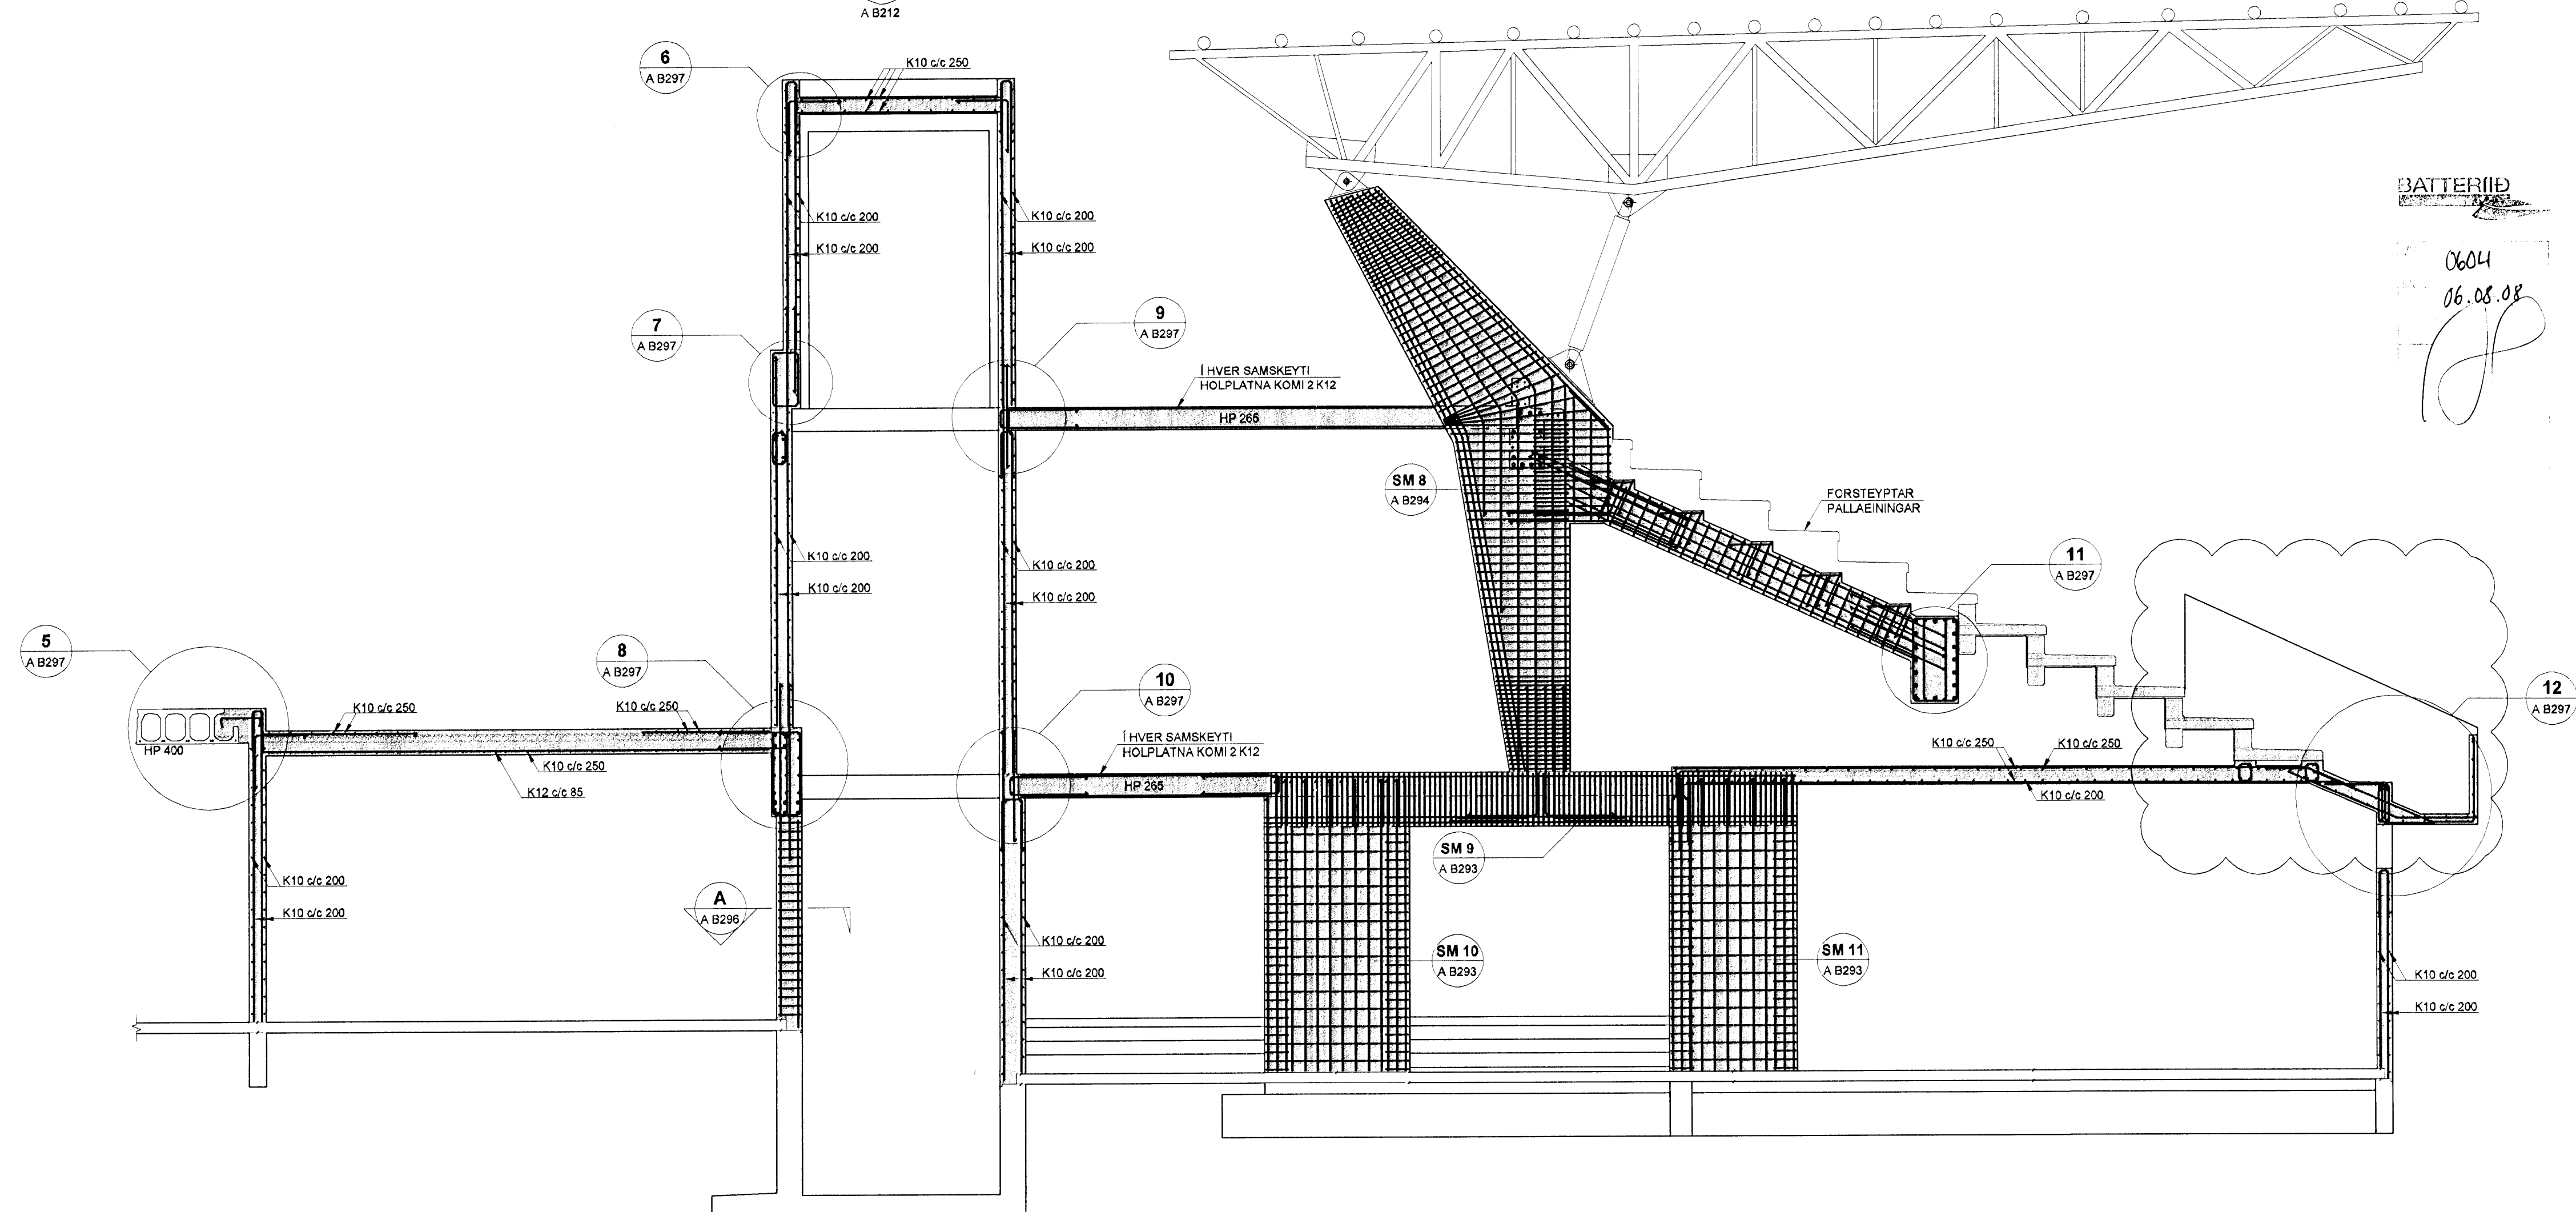 A B212
6
A B297
K10 c/c 250
BATTERIIÐ
0604
06.08.08
K10 c/c 200
K10 c/c 200
K10 c/c 200
K10 c/c 200
7
A B297
9
A B297
Í HVER SAMSKEYTI
HOLPLATNA KOMI 2 K12
HP 265
SM 8
A B294
FORSTEYPTAR
PALLAEININGAR
K10 c/c 200
K10 c/c 200
K10 c/c 200
K10 c/c 200
11
A B297
5
A B297
8
A B297
10
A B297
12
A B297
HP 400
K10 c/c 250
K10 c/c 250
K10 c/c 250
K12 c/c 85
Í HVER SAMSKEYTI
HOLPLATNA KOMI 2 K12
HP 265
K10 c/c 250
K10 c/c 250
K10 c/c 200
SM 9
A B293
K10 c/c 200
K10 c/c 200
A
A B296
K10 c/c 200
K10 c/c 200
SM 10
A B293
SM 11
A B293
K10 c/c 200
K10 c/c 200